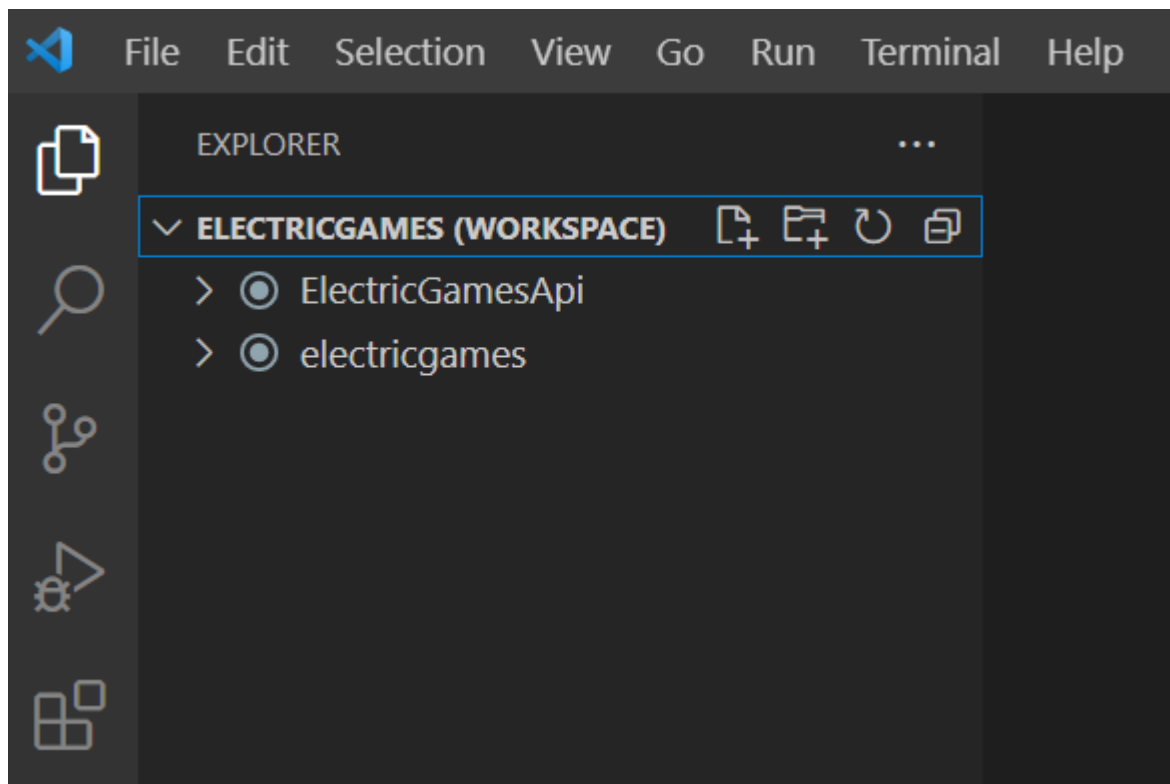 File Edit Selection View Go Run Terminal Help
EXPLORER
ELECTRICGAMES (WORKSPACE)
ElectricGamesApi
electricgames